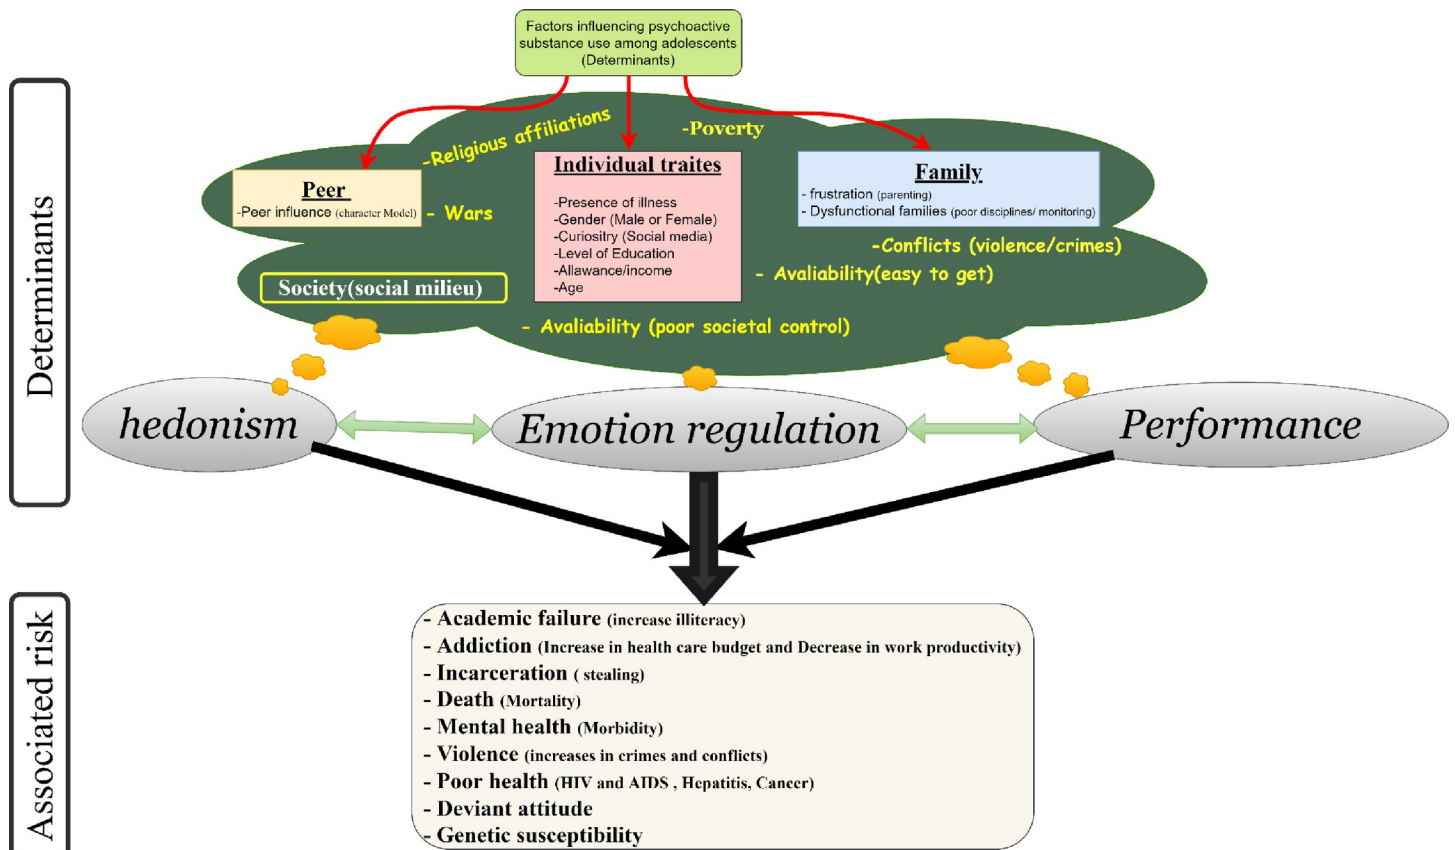 Factors influencing psychoactive
substance use among adolescents
(Determinants)
Determinants
-Religious affiliations
-Poverty
Peer
-Peer influence (character Model)
- Wars
Individual traites
-Presence of illness
-Gender (Male or Female)
-Curiositry (Social media)
-Level of Education
-Allawance/income
-Age
Family
- frustration (parenting)
- Dysfunctional families (poor disciplines/ monitoring)
-Conflicts (violence/crimes)
- Avaliability(easy to get)
Society(social milieu)
- Avaliability (poor societal control)
hedonism
Emotion regulation
Performance
Associated risk
- Academic failure (increase illiteracy)
- Addiction (Increase in health care budget and Decrease in work productivity)
- Incarceration ( stealing)
- Death (Mortality)
- Mental health (Morbidity)
- Violence (increases in crimes and conflicts)
- Poor health (HIV and AIDS , Hepatitis, Cancer)
- Deviant attitude
- Genetic susceptibility